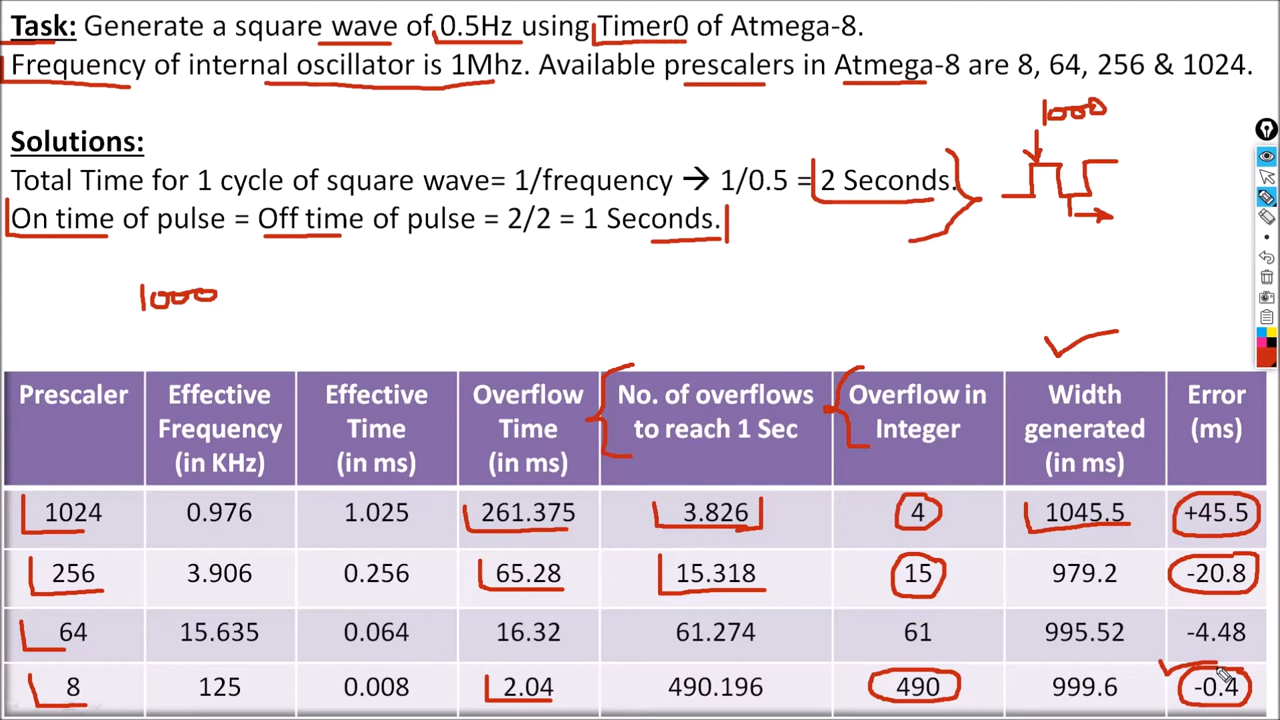 Task: Generate a square wave of 0.5Hz using Timer0 of Atmega-8.
Frequency of internal oscillator is 1Mhz. Available prescalers in Atmega-8 are 8, 64, 256 & 1024.
1000
Solutions:
Total Time for 1 cycle of square wave= 1/frequency → 1/0.5 = 2 Seconds.
On time of pulse = Off time of pulse = 2/2 = 1 Seconds.
1000
Prescaler Effective Frequency (in KHz) Effective Time (in ms) Overflow Time (in ms) No. of overflows to reach 1 Sec Overflow in Integer Width generated (in ms) Error (ms)
1024 0.976 1.025 261.375 3.826 4 1045.5 +45.5
256 3.906 0.256 65.28 15.318 15 979.2 -20.8
64 15.635 0.064 16.32 61.274 61 995.52 -4.48
8 125 0.008 2.04 490.196 490 999.6 -0.4